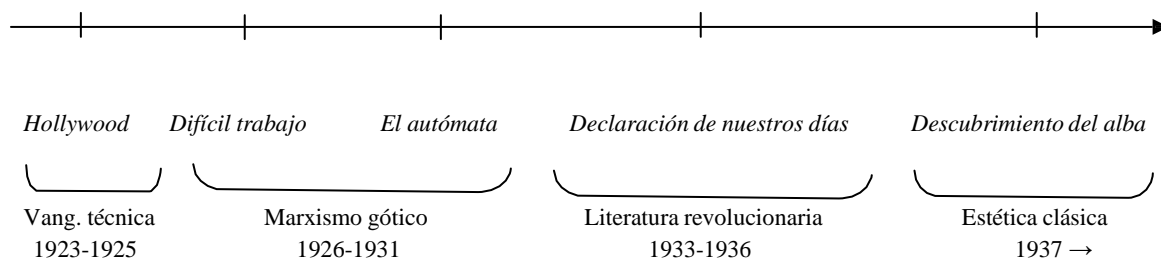 Hollywood Difícil trabajo El autómata Declaración de nuestros días Descubrimiento del alba
Vang. técnica Marxismo gótico Literatura revolucionaria Estética clásica
1923-1925 1926-1931 1933-1936 1937 →